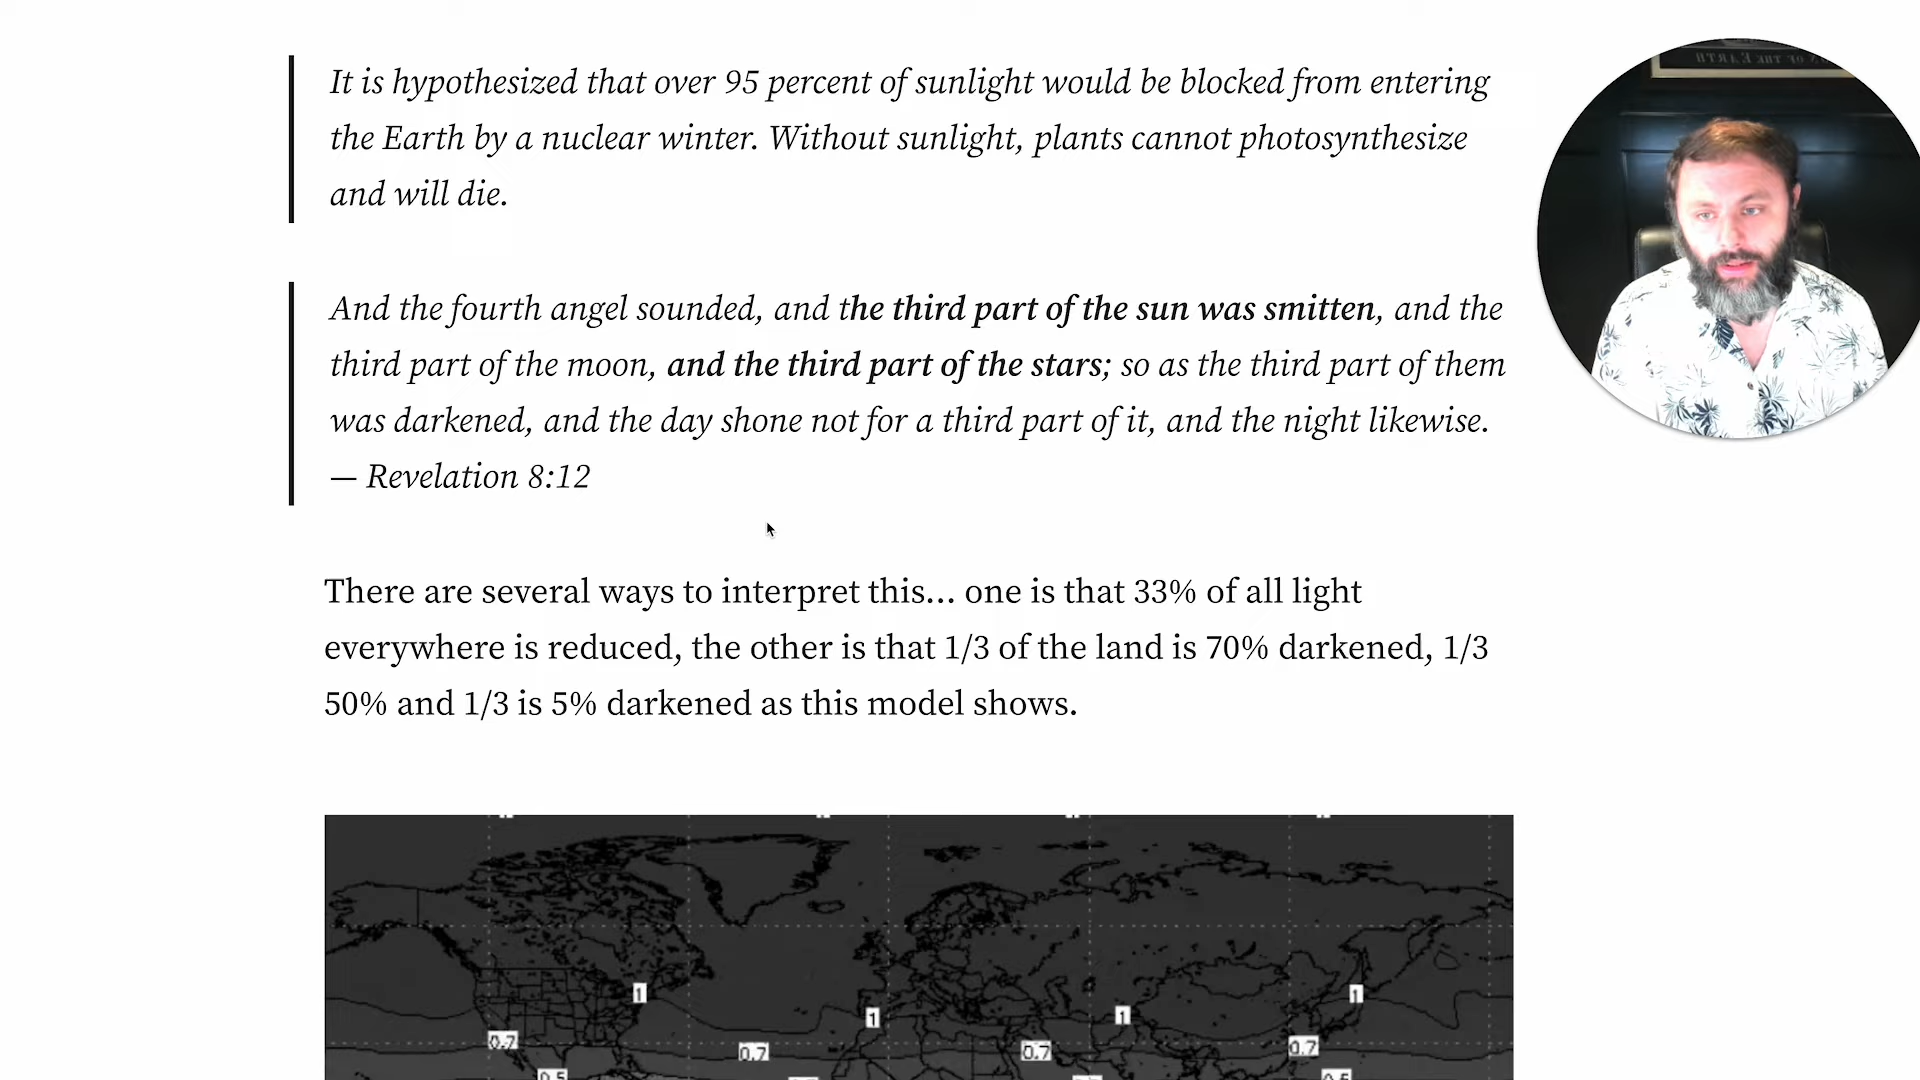 It is hypothesized that over 95 percent of sunlight would be blocked from entering
the Earth by a nuclear winter. Without sunlight, plants cannot photosynthesize
and will die.
And the fourth angel sounded, and the third part of the sun was smitten, and the
third part of the moon, and the third part of the stars; so as the third part of them
was darkened, and the day shone not for a third part of it, and the night likewise.
— Revelation 8:12
There are several ways to interpret this... one is that 33% of all light
everywhere is reduced, the other is that 1/3 of the land is 70% darkened, 1/3
50% and 1/3 is 5% darkened as this model shows.
1
1
1
1
0.7
0.7
0.7
0.7
0.5
0.5